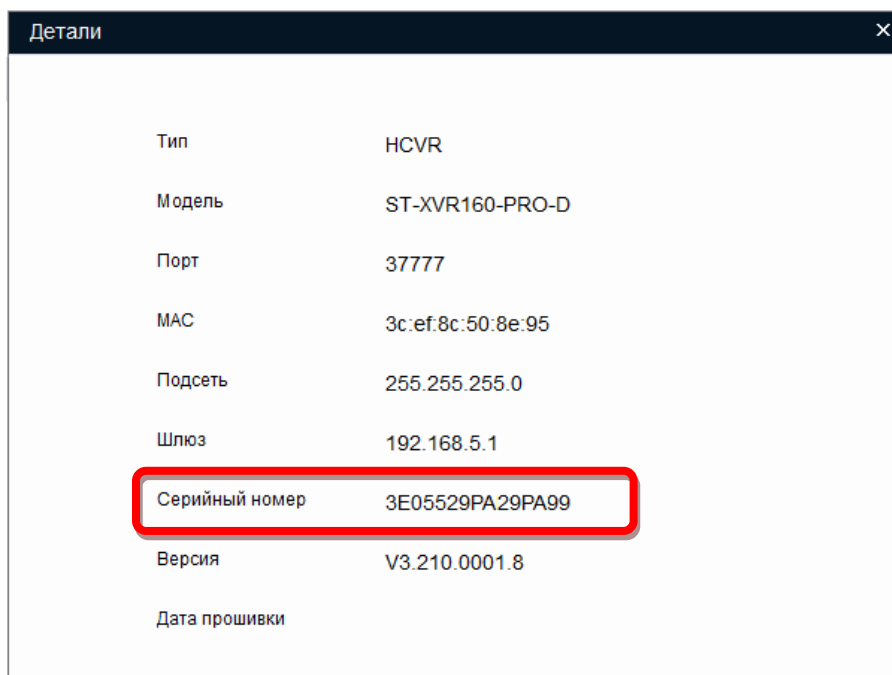 Детали
Тип HCVR
Модель ST-XVR160-PRO-D
Порт 37777
MAC 3c:ef:8c:50:8e:95
Подсеть 255.255.255.0
Шлюз 192.168.5.1
Серийный номер 3E05529PA29PA99
Версия V3.210.0001.8
Дата прошивки